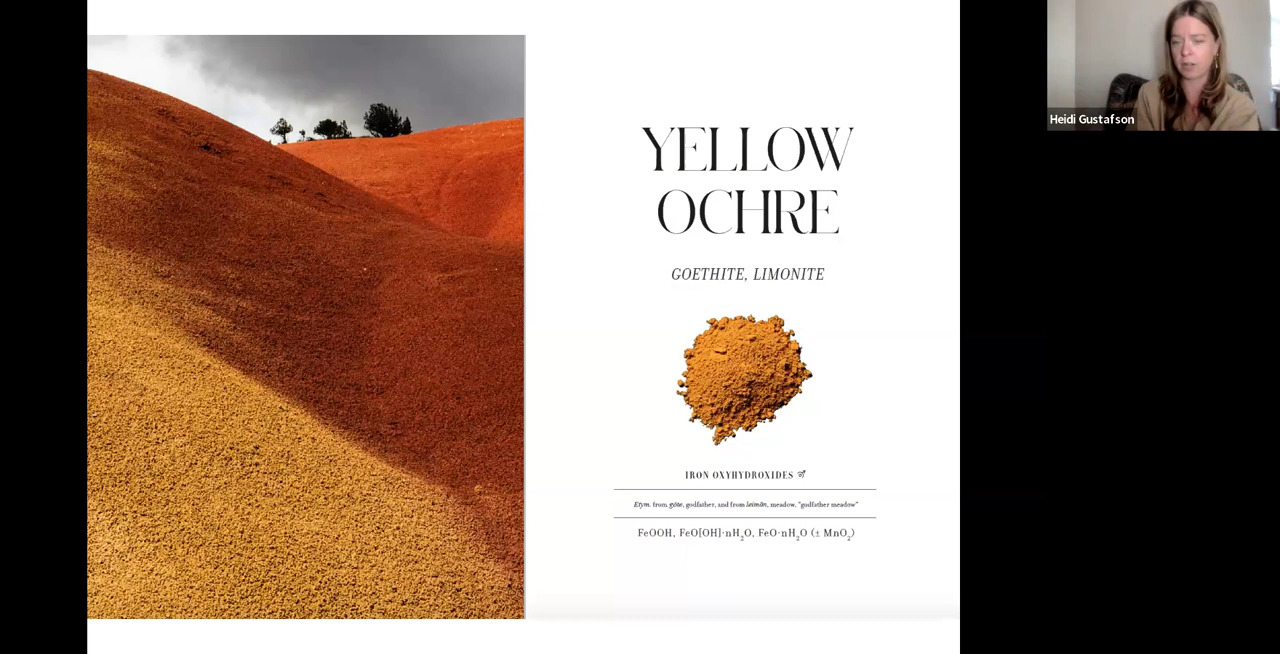 YELLOW
OCHRE
GOETHITE, LIMONITE
IRON OXYHYDROXIDES
Etym. from göte, godfather, and from leimōn, meadow, "godfather meadow"
FeOOH, FeO[OH]·nH₂O, FeO·nH₂O (± MnO₂)
Heidi Gustafson